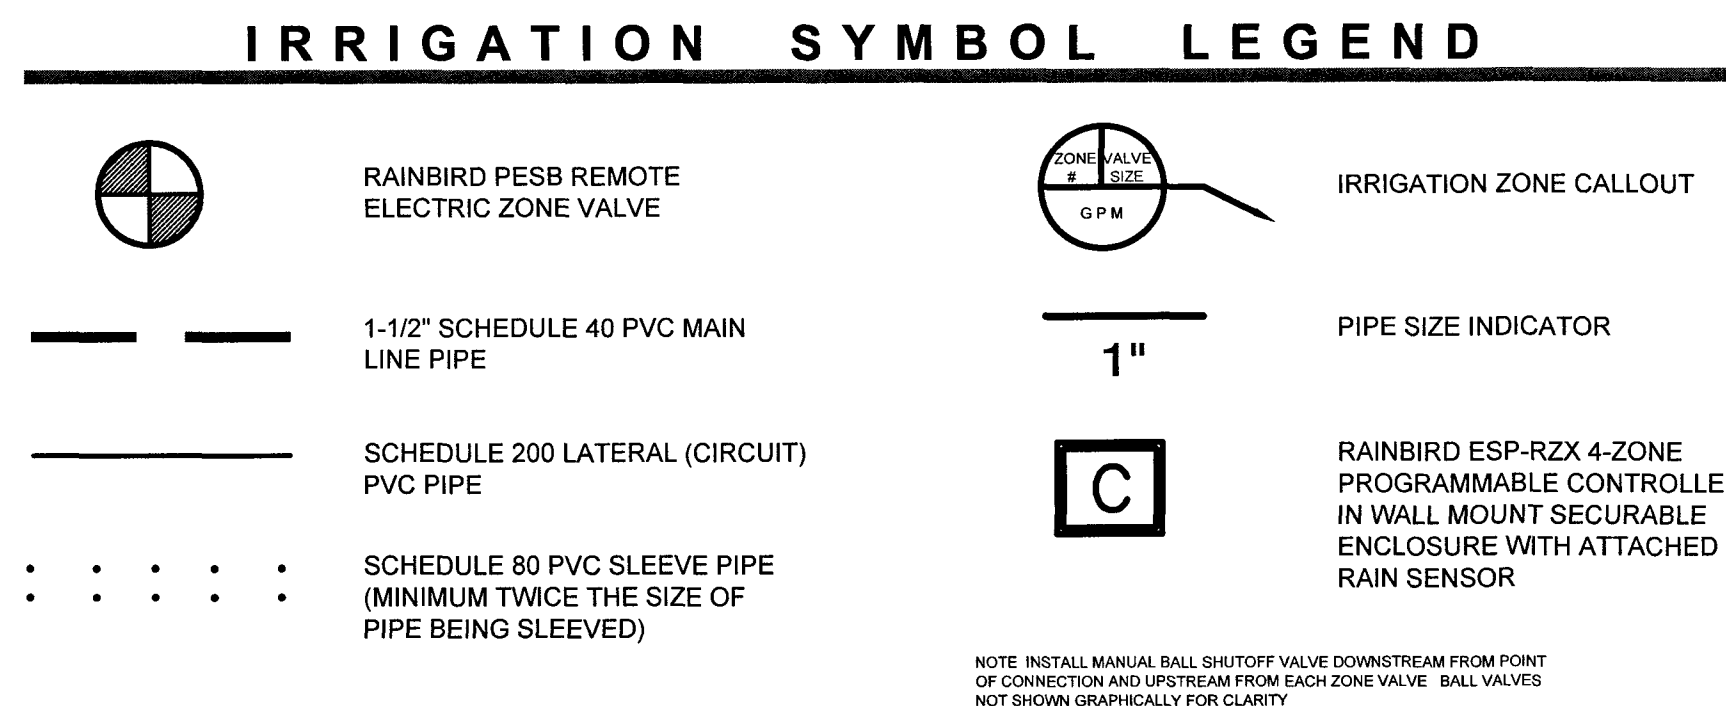 IRRIGATION SYMBOL LEGEND
RAINBIRD PESB REMOTE
ELECTRIC ZONE VALVE
1-1/2" SCHEDULE 40 PVC MAIN
LINE PIPE
SCHEDULE 200 LATERAL (CIRCUIT)
PVC PIPE
SCHEDULE 80 PVC SLEEVE PIPE
(MINIMUM TWICE THE SIZE OF
PIPE BEING SLEEVED)
ZONE VALVE
# SIZE
GPM
IRRIGATION ZONE CALLOUT
1"
PIPE SIZE INDICATOR
C
RAINBIRD ESP-RZX 4-ZONE
PROGRAMMABLE CONTROLLE
IN WALL MOUNT SECURABLE
ENCLOSURE WITH ATTACHED
RAIN SENSOR
NOTE INSTALL MANUAL BALL SHUTOFF VALVE DOWNSTREAM FROM POINT
OF CONNECTION AND UPSTREAM FROM EACH ZONE VALVE BALL VALVES
NOT SHOWN GRAPHICALLY FOR CLARITY